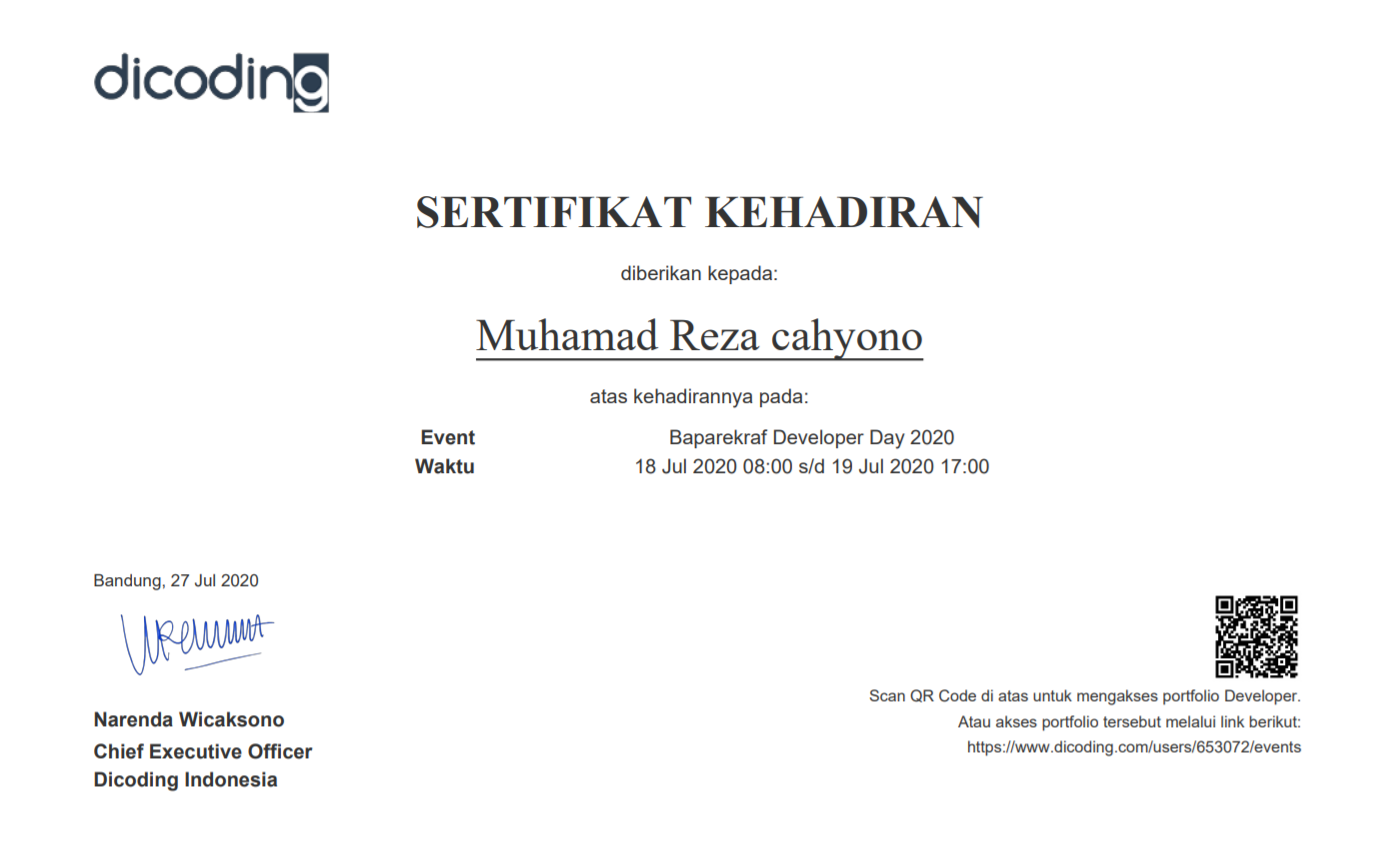 dicoding
SERTIFIKAT KEHADIRAN
diberikan kepada:
Muhamad Reza cahyono
atas kehadirannya pada:
Event Baparekraf Developer Day 2020
Waktu 18 Jul 2020 08:00 s/d 19 Jul 2020 17:00
Bandung, 27 Jul 2020
Narenda Wicaksono
Chief Executive Officer
Dicoding Indonesia
Scan QR Code di atas untuk mengakses portfolio Developer.
Atau akses portfolio tersebut melalui link berikut:
https://www.dicoding.com/users/653072/events